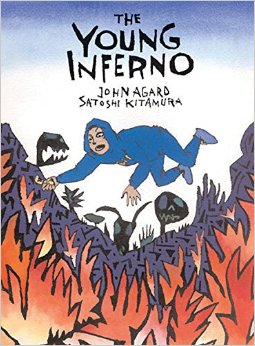 THE
YOUNG
INFERNO
JOHN AGARD
SATOSHI KITAMURA